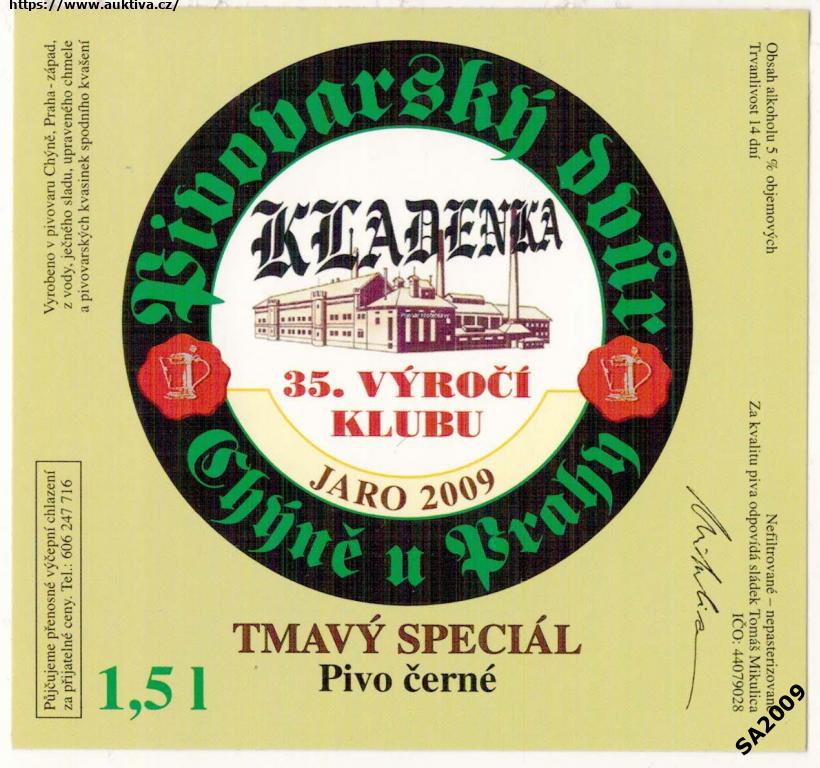 https://www.auktiva.cz/
Vyrobeno v pivovaru Chýně, Praha - západ,
z vody, ječného sladu, upraveného chmele
a pivovarských kvasinek spodního kvašení
Pivovarský dvůr
KLADENKA
35. VÝROČÍ
KLUBU
JARO 2009
Chýně u Prahy
Obsah alkoholu 5 % objemových
Trvanlivost 14 dní
Půjčujeme přenosné výčepní chlazení
za přijatelné ceny. Tel.: 606 247 716
1,5 l
TMAVÝ SPECIÁL
Pivo černé
Nefiltrované – nepasterizované
Za kvalitu piva odpovídá sládek Tomáš Mikulica
IČO: 44079028
Mikulica
SA2009